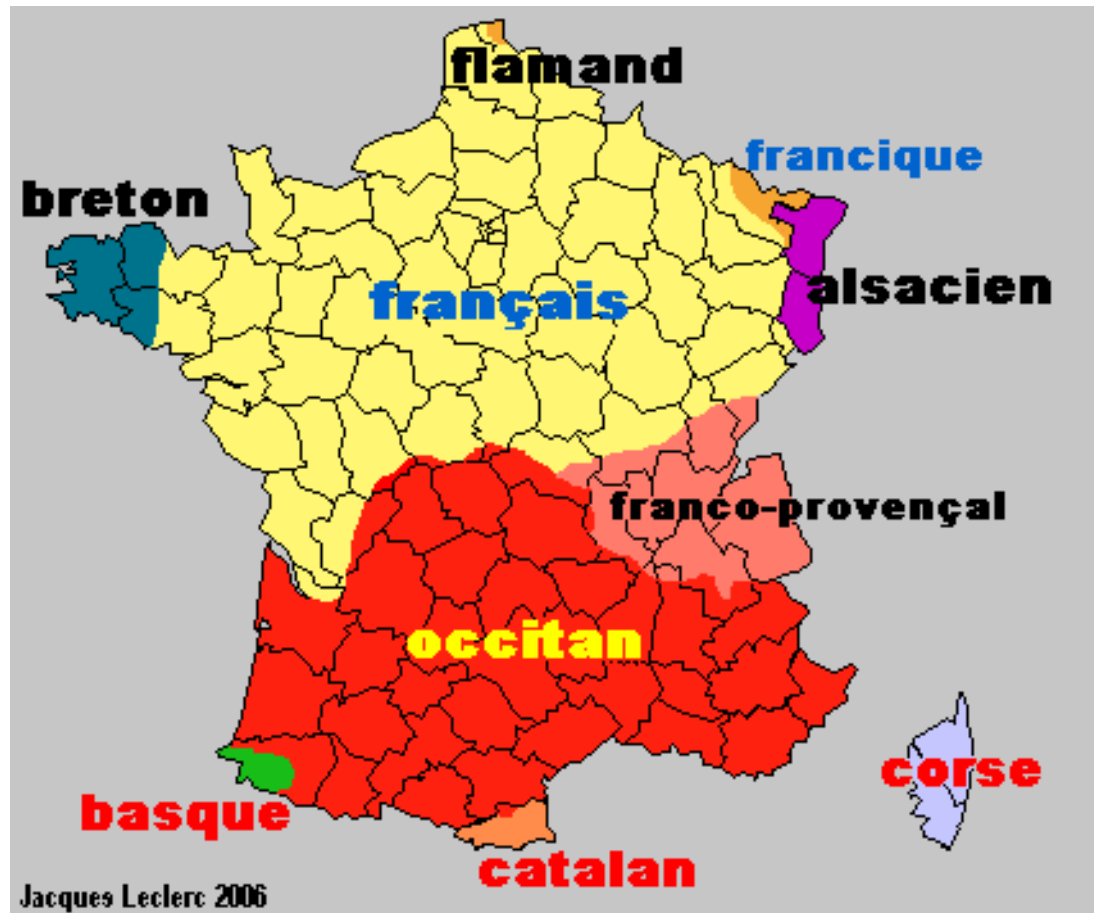 flamand
francique
breton
alsacien
français
franco-provençal
occitan
corse
basque
catalan
Jacques Leclerc 2006